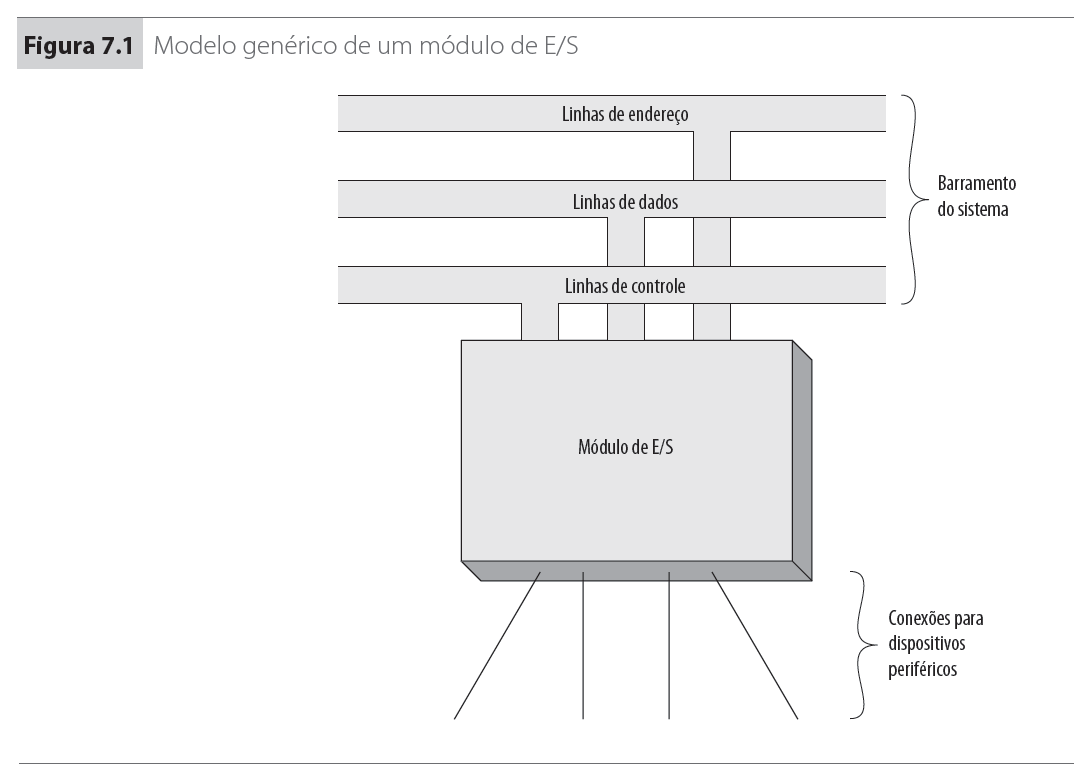 Figura 7.1 Modelo genérico de um módulo de E/S
Linhas de endereço
Linhas de dados
Linhas de controle
Barramento
do sistema
Módulo de E/S
Conexões para
dispositivos
periféricos